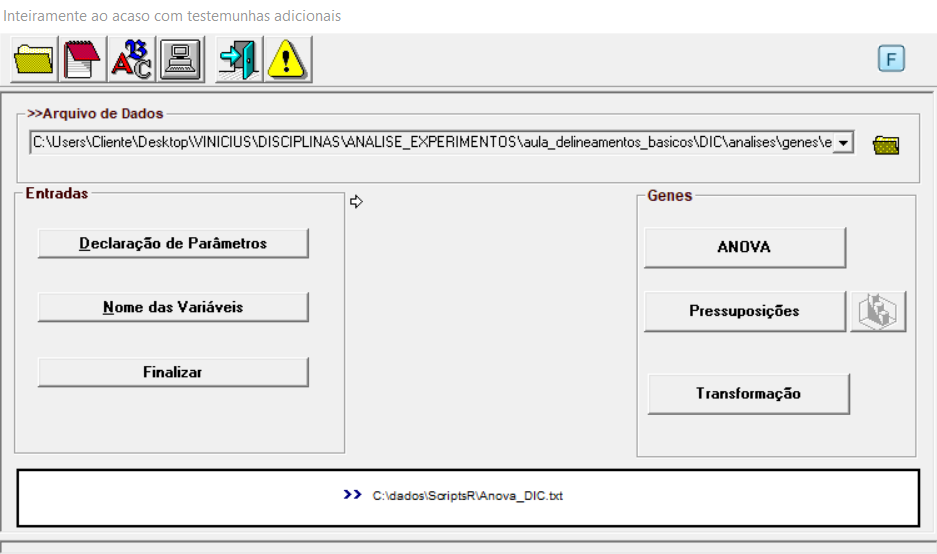 Inteiramente ao acaso com testemunhas adicionais
A B C
F
>>Arquivo de Dados
C:\Users\Cliente\Desktop\VINICIUS\DISCIPLINAS\ANALISE_EXPERIMENTOS\aula_delineamentos_basicos\DIC\analises\genes\e
Entradas
Genes
Declaração de Parâmetros
ANOVA
Nome das Variáveis
Pressuposições
Finalizar
Transformação
>> C:\dados\ScriptsR\Anova_DIC.txt